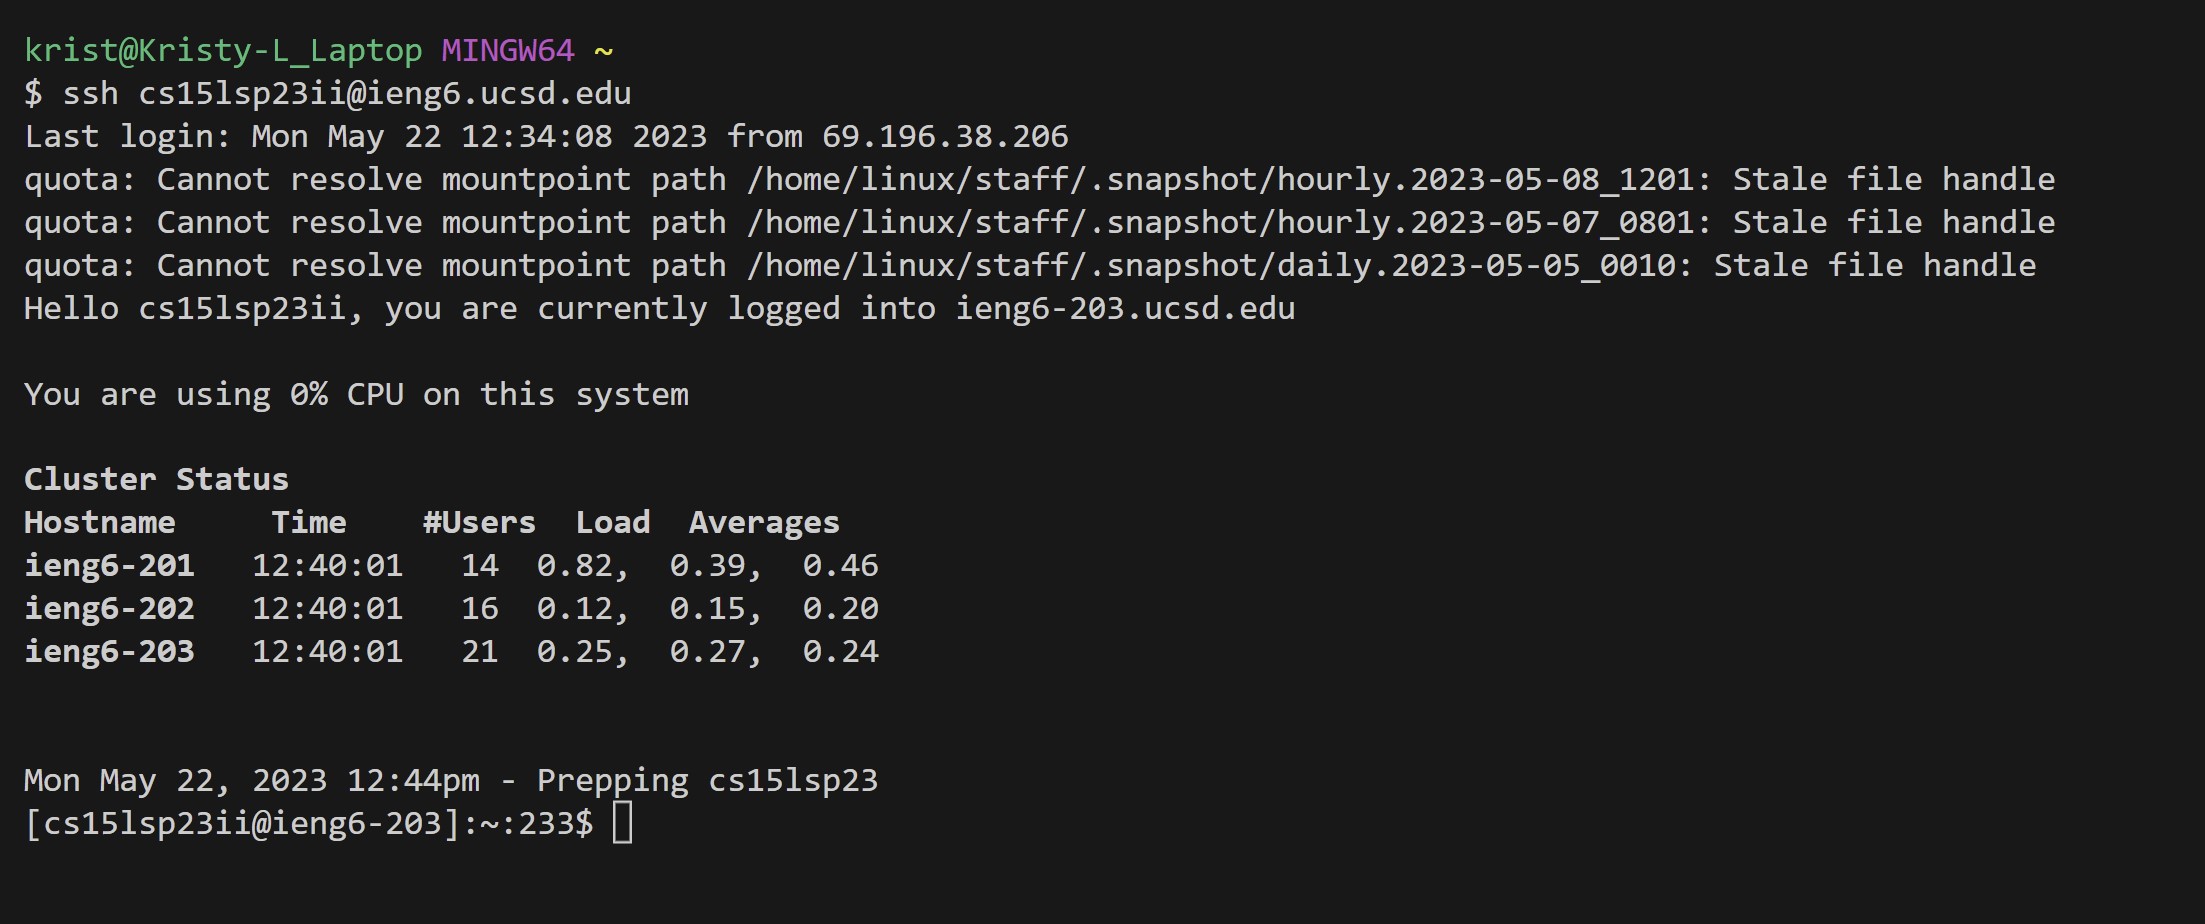 krist@Kristy-L_Laptop MINGW64 ~
$ ssh cs15lsp23ii@ieng6.ucsd.edu
Last login: Mon May 22 12:34:08 2023 from 69.196.38.206
quota: Cannot resolve mountpoint path /home/linux/staff/.snapshot/hourly.2023-05-08_1201: Stale file handle
quota: Cannot resolve mountpoint path /home/linux/staff/.snapshot/hourly.2023-05-07_0801: Stale file handle
quota: Cannot resolve mountpoint path /home/linux/staff/.snapshot/daily.2023-05-05_0010: Stale file handle
Hello cs15lsp23ii, you are currently logged into ieng6-203.ucsd.edu
You are using 0% CPU on this system
Cluster Status
Hostname     Time    #Users  Load  Averages
ieng6-201   12:40:01   14  0.82,  0.39,  0.46
ieng6-202   12:40:01   16  0.12,  0.15,  0.20
ieng6-203   12:40:01   21  0.25,  0.27,  0.24
Mon May 22, 2023 12:44pm - Prepping cs15lsp23
[cs15lsp23ii@ieng6-203]:~:233$